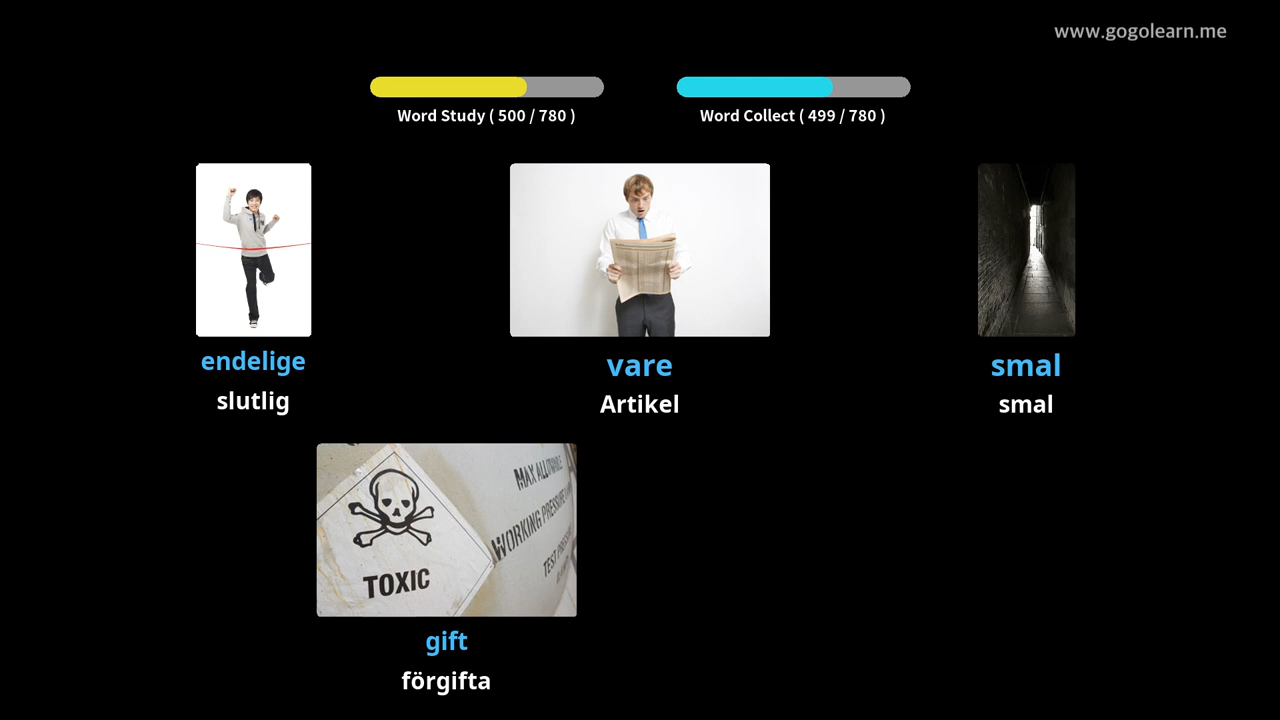 www.gogolearn.me
Word Study ( 500 / 780 )
Word Collect ( 499 / 780 )
endelige
slutlig
vare
Artikel
smal
smal
MAX ALLOWABLE
WORKING PRESSURE
TEST PRESSURE
TOXIC
gift
förgifta